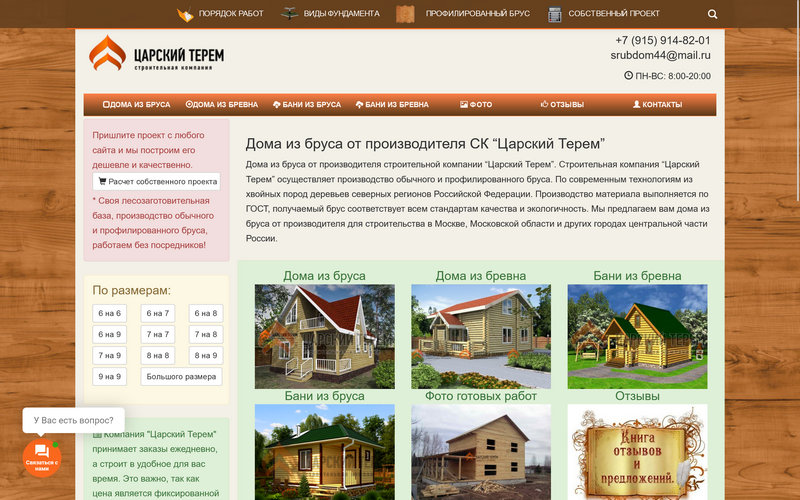 ПОРЯДОК РАБОТ
ВИДЫ ФУНДАМЕНТА
ПРОФИЛИРОВАННЫЙ БРУС
СОБСТВЕННЫЙ ПРОЕКТ
ЦАРСКИЙ ТЕРЕМ
строительная компания
+7 (915) 914-82-01
srubdom44@mail.ru
ПН-ВС: 8:00-20:00
ДОМА ИЗ БРУСА
ДОМА ИЗ БРЕВНА
БАНИ ИЗ БРУСА
БАНИ ИЗ БРЕВНА
ФОТО
ОТЗЫВЫ
КОНТАКТЫ
Пришлите проект с любого
сайта и мы построим его
дешевле и качественно.
Расчет собственного проекта
* Своя лесозаготовительная
база, производство обычного
и профилированного бруса,
работаем без посредников!
По размерам:
6 на 6
6 на 7
6 на 8
6 на 9
7 на 7
7 на 8
7 на 9
8 на 8
8 на 9
9 на 9
Большого размера
У Вас есть вопрос?
Связаться с
нами
Компания "Царский Терем"
принимает заказы ежедневно,
а строит в удобное для вас
время. Это важно, так как
цена является фиксированной
Дома из бруса от производителя СК “Царский Терем”
Дома из бруса от производителя строительной компании “Царский Терем”. Строительная компания “Царский
Терем” осуществляет производство обычного и профилированного бруса. По современным технологиям из
хвойных пород деревьев северных регионов Российской Федерации. Производство материала выполняется по
ГОСТ, получаемый брус соответствует всем стандартам качества и экологичность. Мы предлагаем вам дома из
бруса от производителя для строительства в Москве, Московской области и других городах центральной части
России.
Дома из бруса
Дома из бревна
Бани из бревна
Бани из бруса
Фото готовых работ
Отзывы
Книга
отзывов
и
предложений.